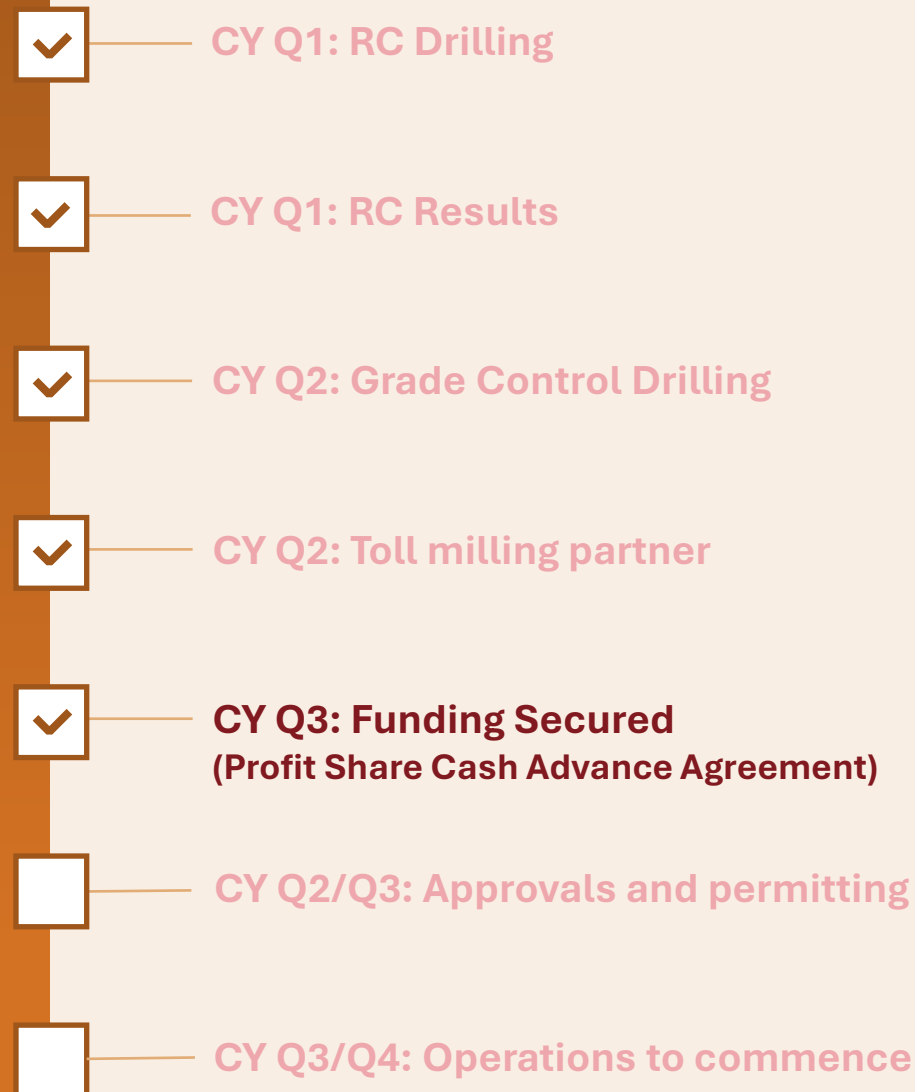 CY Q1: RC Drilling
CY Q1: RC Results
CY Q2: Grade Control Drilling
CY Q2: Toll milling partner
CY Q3: Funding Secured
(Profit Share Cash Advance Agreement)
CY Q2/Q3: Approvals and permitting
CY Q3/Q4: Operations to commence